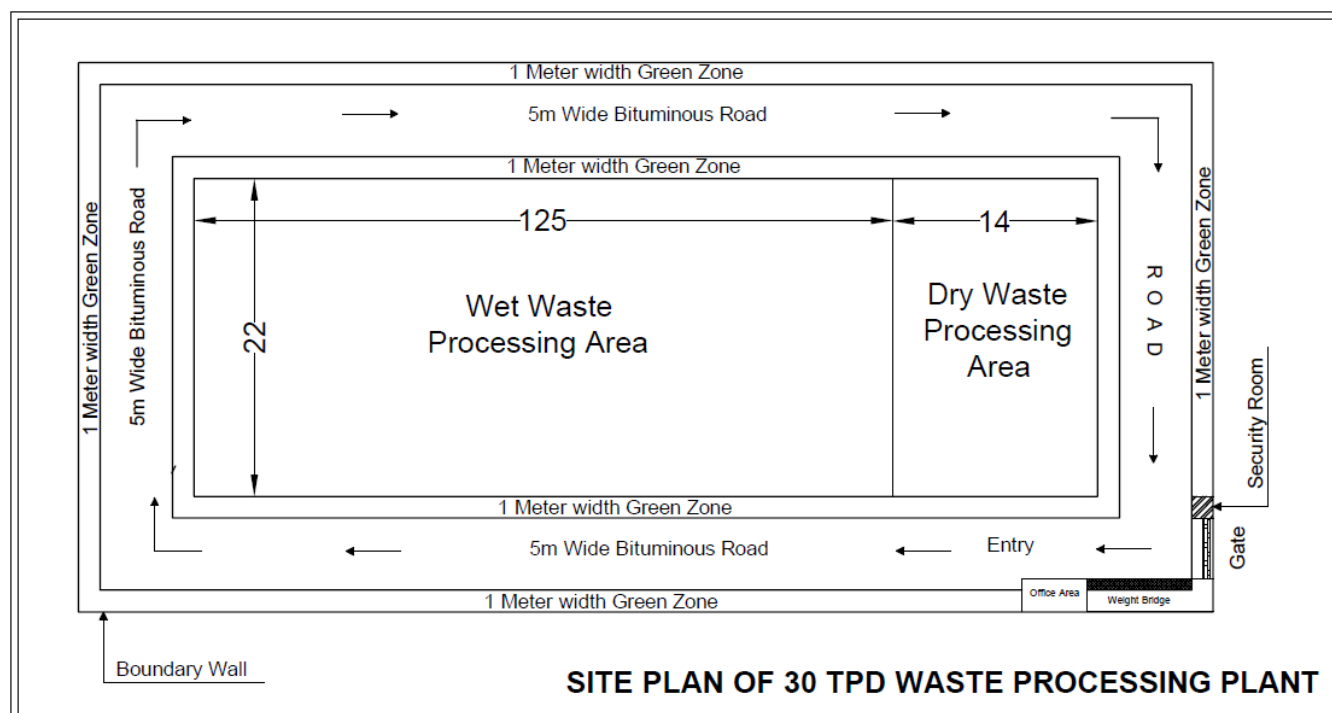 1 Meter width Green Zone
5m Wide Bituminous Road
1 Meter width Green Zone
125
14
22
Wet Waste
Processing Area
Dry Waste
Processing
Area
1 Meter width Green Zone
5m Wide Bituminous Road
ROAD
1 Meter width Green Zone
Security Room
1 Meter width Green Zone
5m Wide Bituminous Road
Entry
Gate
1 Meter width Green Zone
Office Area
Weight Bridge
Boundary Wall
SITE PLAN OF 30 TPD WASTE PROCESSING PLANT